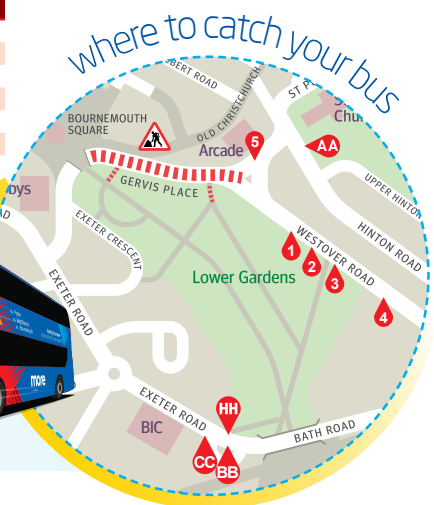 where to catch your bus
BERT ROAD
OLD CHRISTCHURCH
ST P
BOURNEMOUTH
SQUARE
Arcade
5
AA
Chu
UPPER HINTON
bys
GERVIS PLACE
HINTON ROAD
EXETER CRESCENT
WESTOVER ROAD
1
2
3
4
Lower Gardens
EXETER ROAD
more
EXETER ROAD
HH
BIC
BATH ROAD
CC
BB